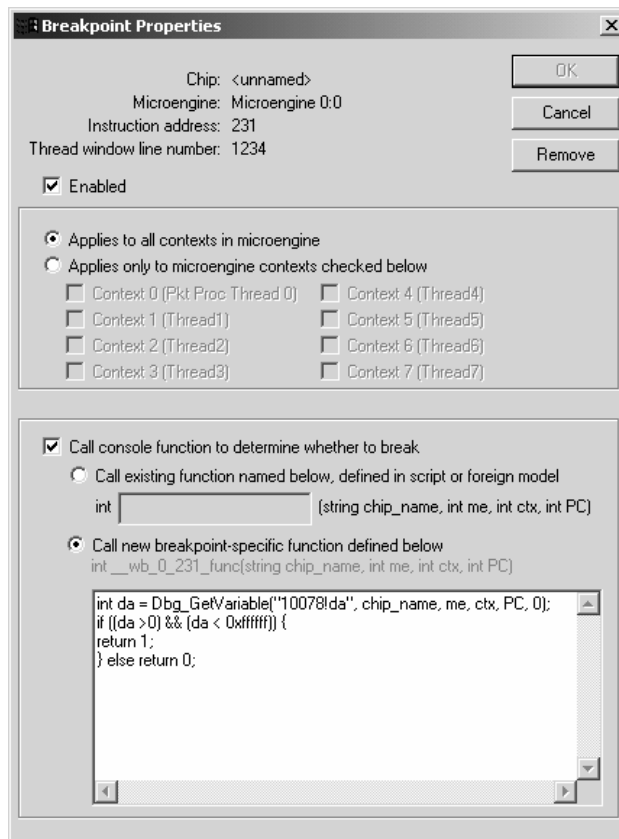 Breakpoint Properties
Chip: <unnamed>
OK
Microengine: Microengine 0:0
Instruction address: 231
Cancel
Thread window line number: 1234
Remove
Enabled
Applies to all contexts in microengine
Applies only to microengine contexts checked below
Context 0 (Pkt Proc Thread 0) Context 4 (Thread4)
Context 1 (Thread1) Context 5 (Thread5)
Context 2 (Thread2) Context 6 (Thread6)
Context 3 (Thread3) Context 7 (Thread7)
Call console function to determine whether to break
Call existing function named below, defined in script or foreign model
int (string chip_name, int me, int ctx, int PC)
Call new breakpoint-specific function defined below
int __wb_0_231_func(string chip_name, int me, int ctx, int PC)
int da = Dbg_GetVariable("10078!da", chip_name, me, ctx, PC, 0);
if ((da >0) && (da < 0xffffff)) {
return 1;
} else return 0;